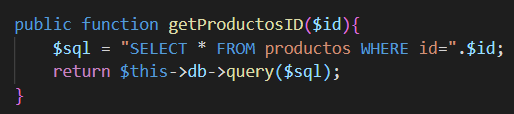 public function getProductosID($id){
    $sql = "SELECT * FROM productos WHERE id=".$id;
    return $this->db->query($sql);
}